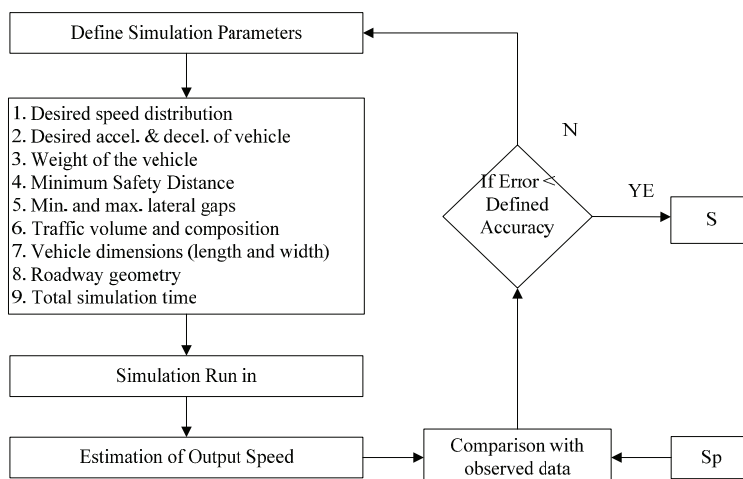 Define Simulation Parameters
1. Desired speed distribution
2. Desired accel. & decel. of vehicle
3. Weight of the vehicle
4. Minimum Safety Distance
5. Min. and max. lateral gaps
6. Traffic volume and composition
7. Vehicle dimensions (length and width)
8. Roadway geometry
9. Total simulation time
Simulation Run in
Estimation of Output Speed
Comparison with
observed data
Sp
If Error <
Defined
Accuracy
N
YE
S